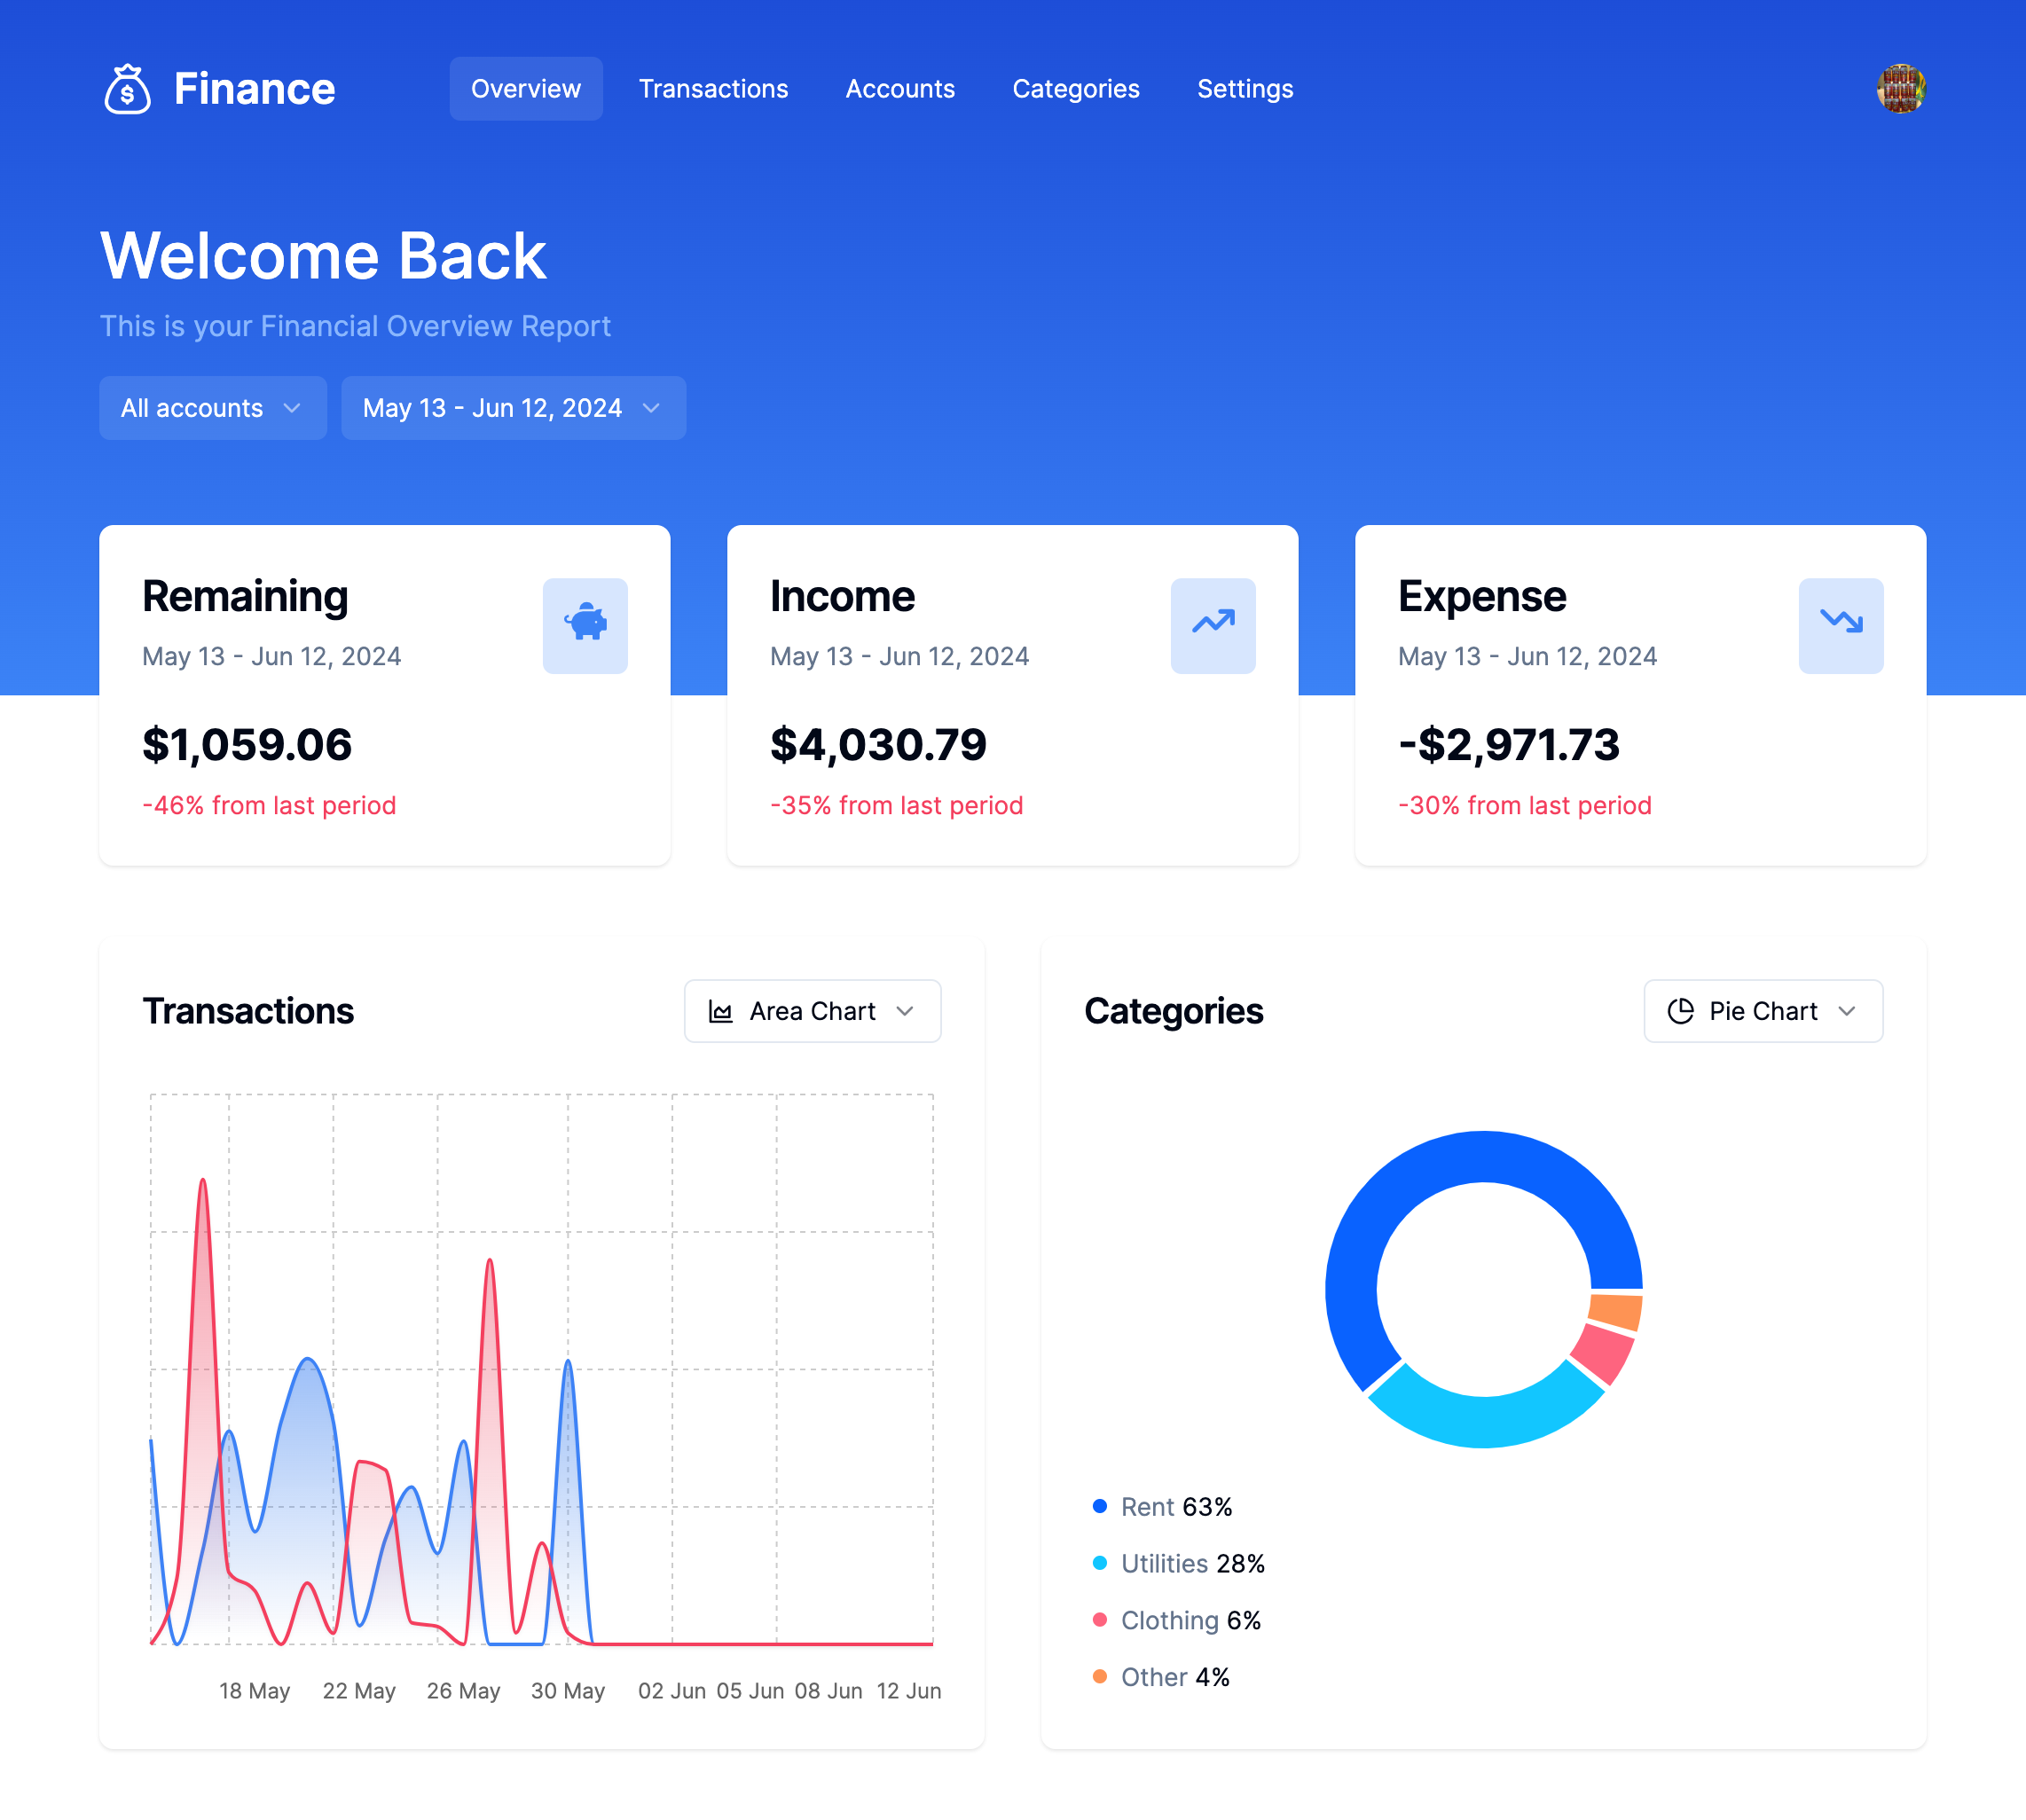 Finance
Overview
Transactions
Accounts
Categories
Settings
Welcome Back
This is your Financial Overview Report
All accounts
May 13 - Jun 12, 2024
Remaining
May 13 - Jun 12, 2024
$1,059.06
-46% from last period
Income
May 13 - Jun 12, 2024
$4,030.79
-35% from last period
Expense
May 13 - Jun 12, 2024
-$2,971.73
-30% from last period
Transactions
Area Chart
18 May
22 May
26 May
30 May
02 Jun
05 Jun
08 Jun
12 Jun
Categories
Pie Chart
Rent 63%
Utilities 28%
Clothing 6%
Other 4%